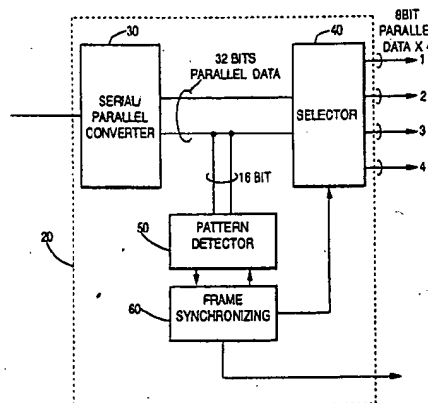 30
SERIAL/
PARALLEL
CONVERTER
32 BITS
PARALLEL DATA
40
SELECTOR
8BIT
PARALLEL
DATA X 4
1
2
3
4
16 BIT
50
PATTERN
DETECTOR
20
60
FRAME
SYNCHRONIZING